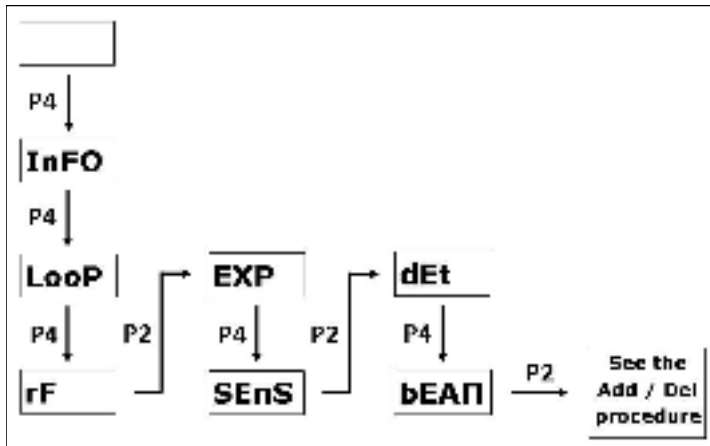 P4
InFO
P4
LooP
EXP
dEt
P4
P2
P4
P2
P4
rF
SEnS
bEAΠ
P2
See the
Add / Del
procedure